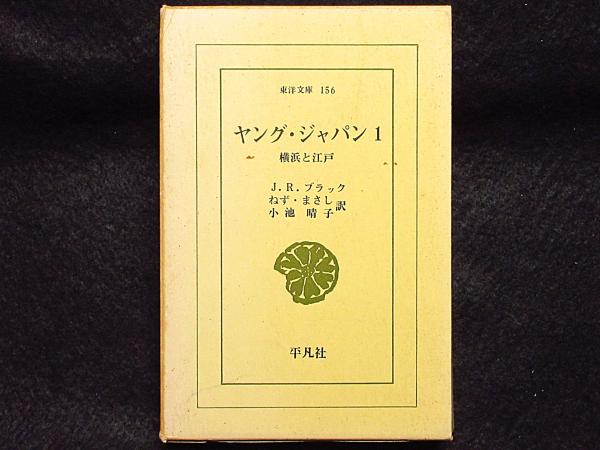 東洋文庫 156
ヤング・ジャパン 1
横浜と江戸
J.R.ブラック
ねず・まさし
小池 晴子 訳
平凡社